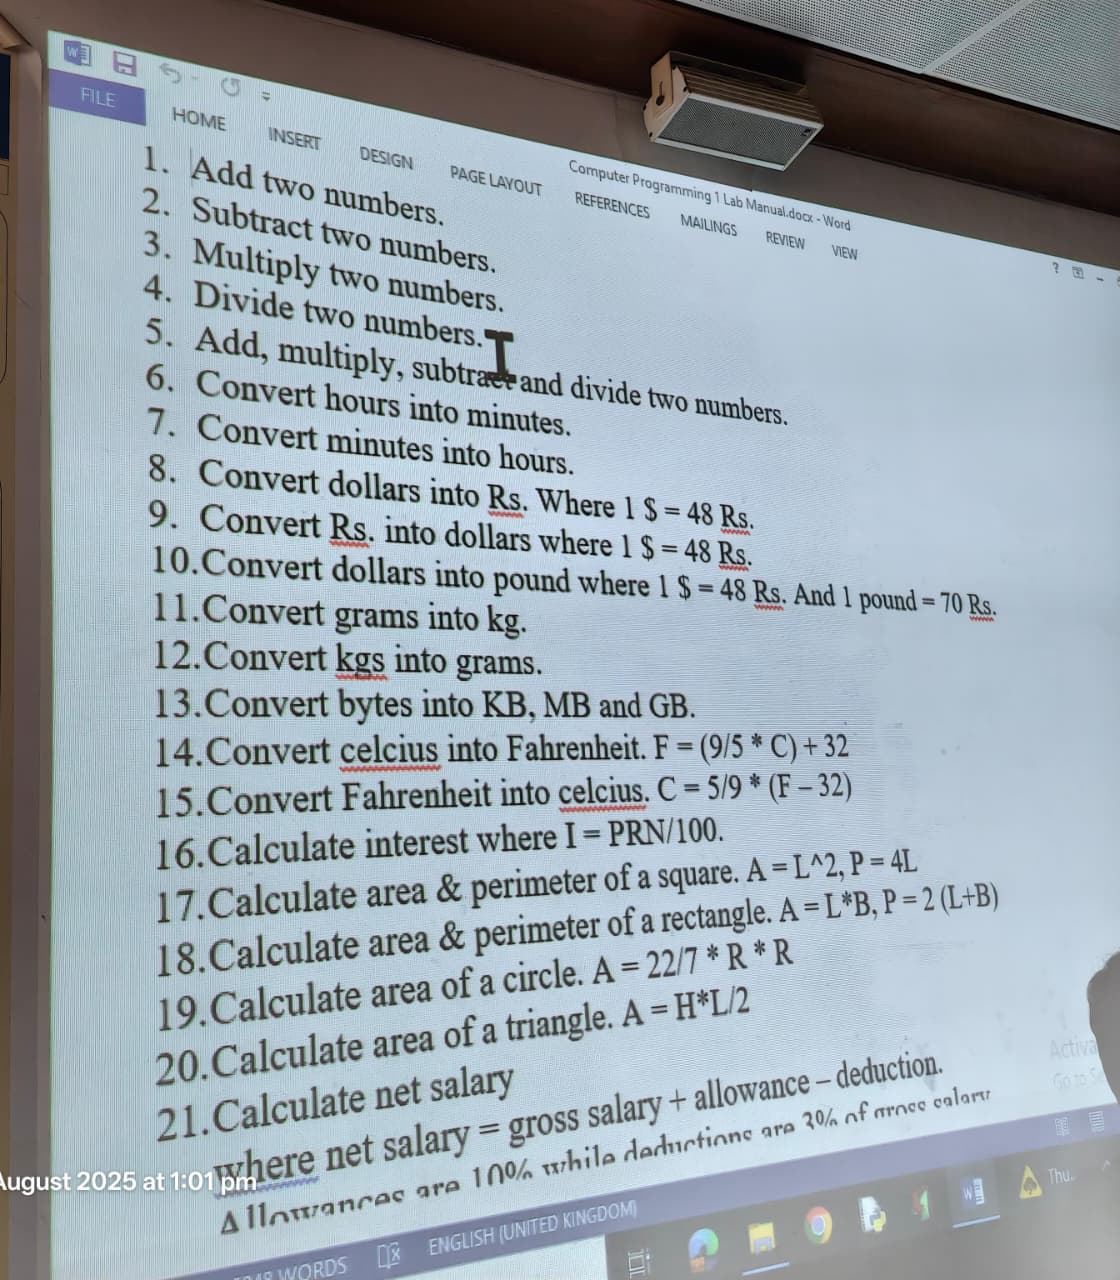 FILE
HOME INSERT DESIGN PAGE LAYOUT REFERENCES MAILINGS REVIEW VIEW
Computer Programming 1 Lab Manual.docx - Word
1. Add two numbers.
2. Subtract two numbers.
3. Multiply two numbers.
4. Divide two numbers.
5. Add, multiply, subtract and divide two numbers.
6. Convert hours into minutes.
7. Convert minutes into hours.
8. Convert dollars into Rs. Where 1 $ = 48 Rs.
9. Convert Rs. into dollars where 1 $ = 48 Rs.
10.Convert dollars into pound where 1 $ = 48 Rs. And 1 pound = 70 Rs.
11.Convert grams into kg.
12.Convert kgs into grams.
13.Convert bytes into KB, MB and GB.
14.Convert celcius into Fahrenheit. F = (9/5 * C) + 32
15.Convert Fahrenheit into celcius. C = 5/9 * (F – 32)
16.Calculate interest where I = PRN/100.
17.Calculate area & perimeter of a square. A = L^2, P = 4L
18.Calculate area & perimeter of a rectangle. A = L*B, P = 2 (L+B)
19.Calculate area of a circle. A = 22/7 * R * R
20.Calculate area of a triangle. A = H*L/2
21.Calculate net salary
where net salary = gross salary + allowance – deduction.
Allowances are 10% while deductions are 3% of gross salary
Activa
Go to Se
August 2025 at 1:01 pm
WORDS ENGLISH (UNITED KINGDOM)
Thu..